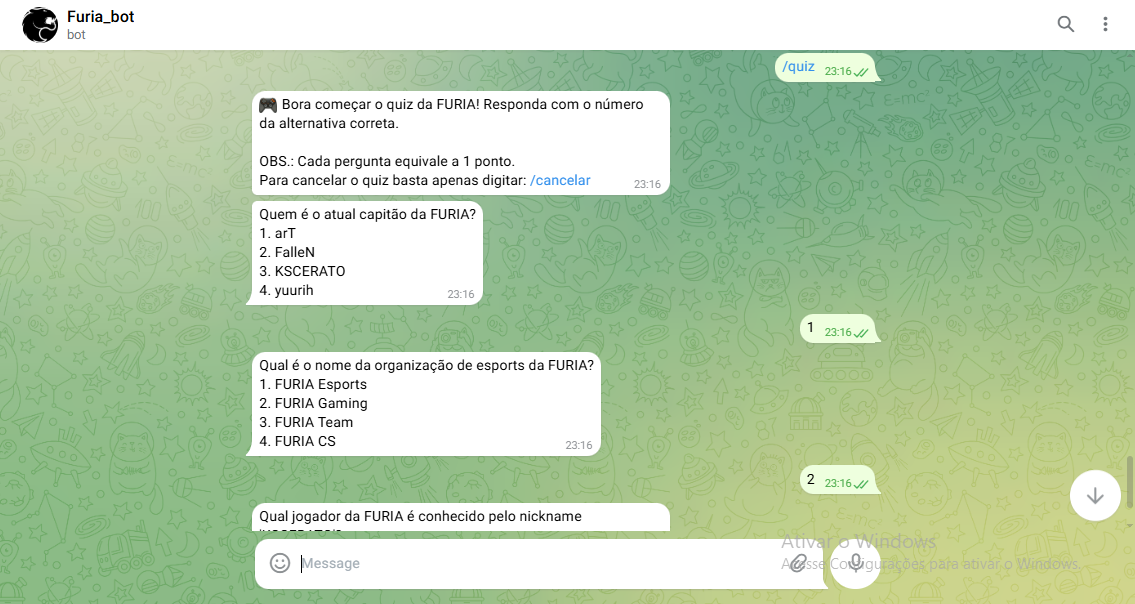 Furia_bot
bot
/quiz 23:16
🎮 Bora começar o quiz da FURIA! Responda com o número
da alternativa correta.
OBS.: Cada pergunta equivale a 1 ponto.
Para cancelar o quiz basta apenas digitar: /cancelar 23:16
Quem é o atual capitão da FURIA?
1. arT
2. FalleN
3. KSCERATO
4. yuurih 23:16
1 23:16
Qual é o nome da organização de esports da FURIA?
1. FURIA Esports
2. FURIA Gaming
3. FURIA Team
4. FURIA CS 23:16
2 23:16
Qual jogador da FURIA é conhecido pelo nickname
Message
Ativar o Windows
Acesse Configurações para ativar o Windows.